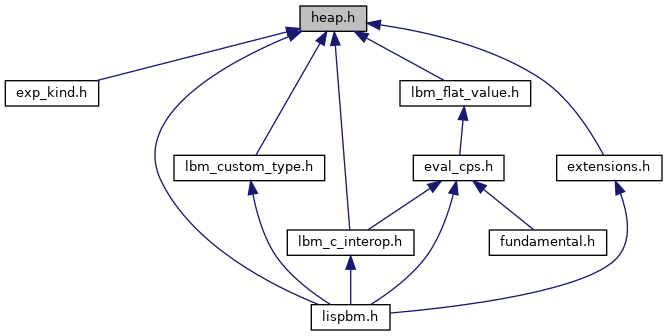 heap.h
exp_kind.h
lbm_flat_value.h
lbm_custom_type.h
eval_cps.h
extensions.h
lbm_c_interop.h
fundamental.h
lispbm.h